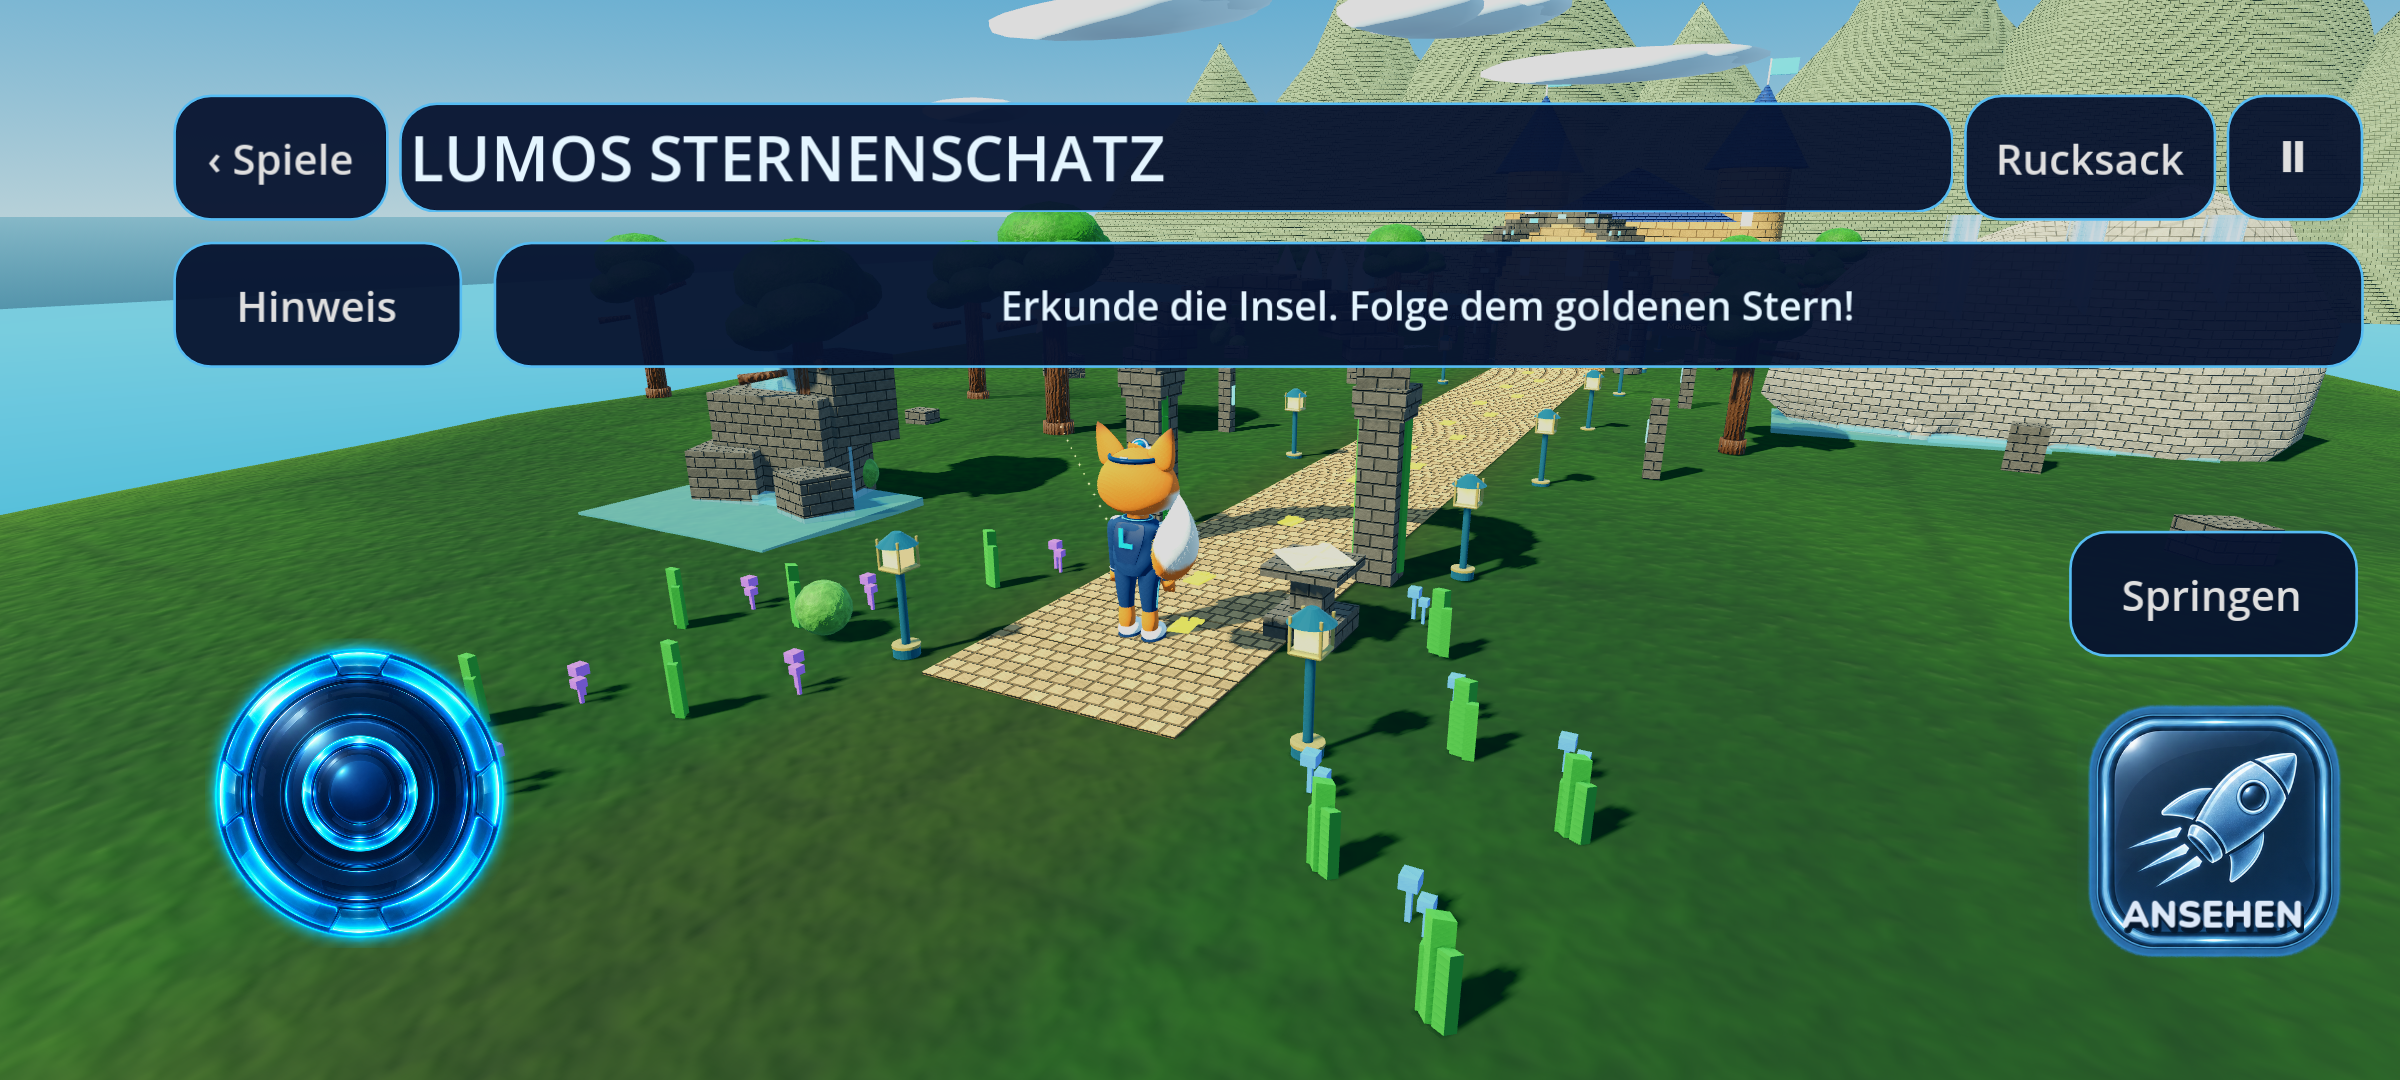 ‹ Spiele
LUMOS STERNENSCHATZ
Rucksack
Hinweis
Erkunde die Insel. Folge dem goldenen Stern!
L
Springen
ANSEHEN